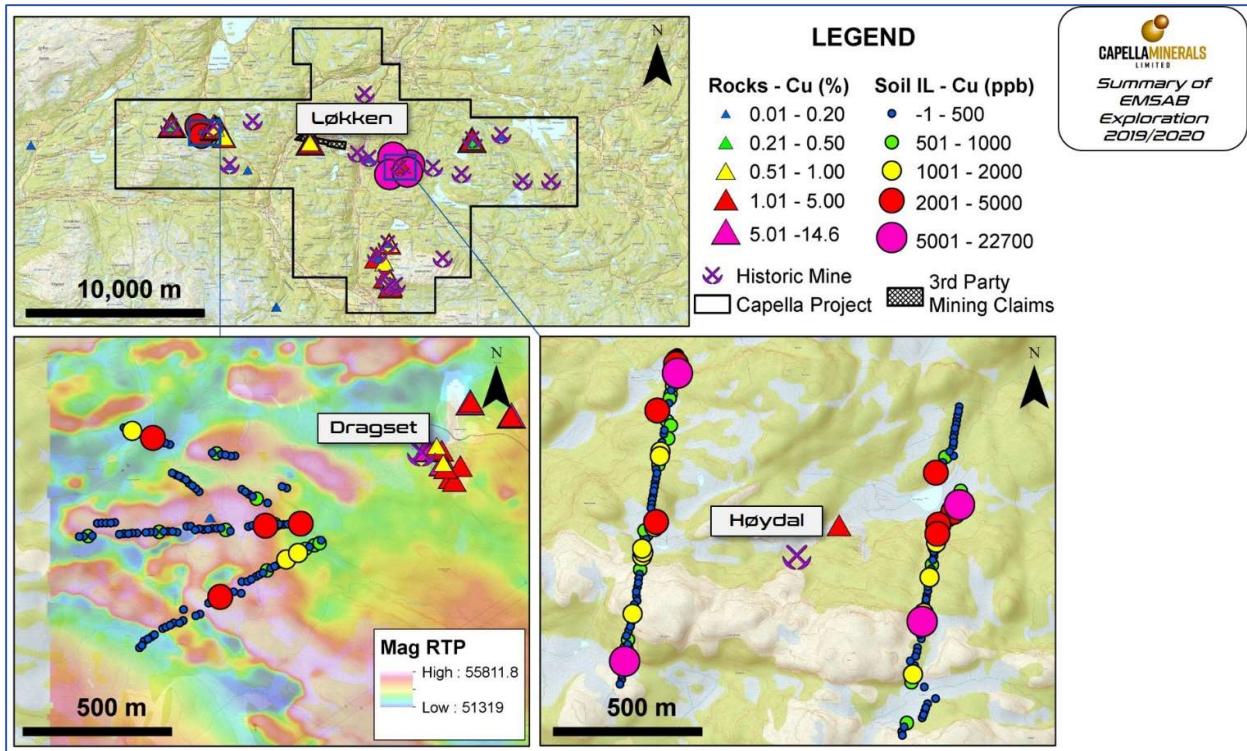 N
Løkken
10,000 m
LEGEND
Rocks - Cu (%)
0.01 - 0.20
0.21 - 0.50
0.51 - 1.00
1.01 - 5.00
5.01 -14.6
Soil IL - Cu (ppb)
-1 - 500
501 - 1000
1001 - 2000
2001 - 5000
5001 - 22700
Historic Mine
Capella Project
3rd Party
Mining Claims
CAPELLAMINERALS
LIMITED
Summary of
EMSAB
Exploration
2019/2020
N
Dragset
Mag RTP
High : 55811.8
Low : 51319
500 m
N
Høydal
500 m